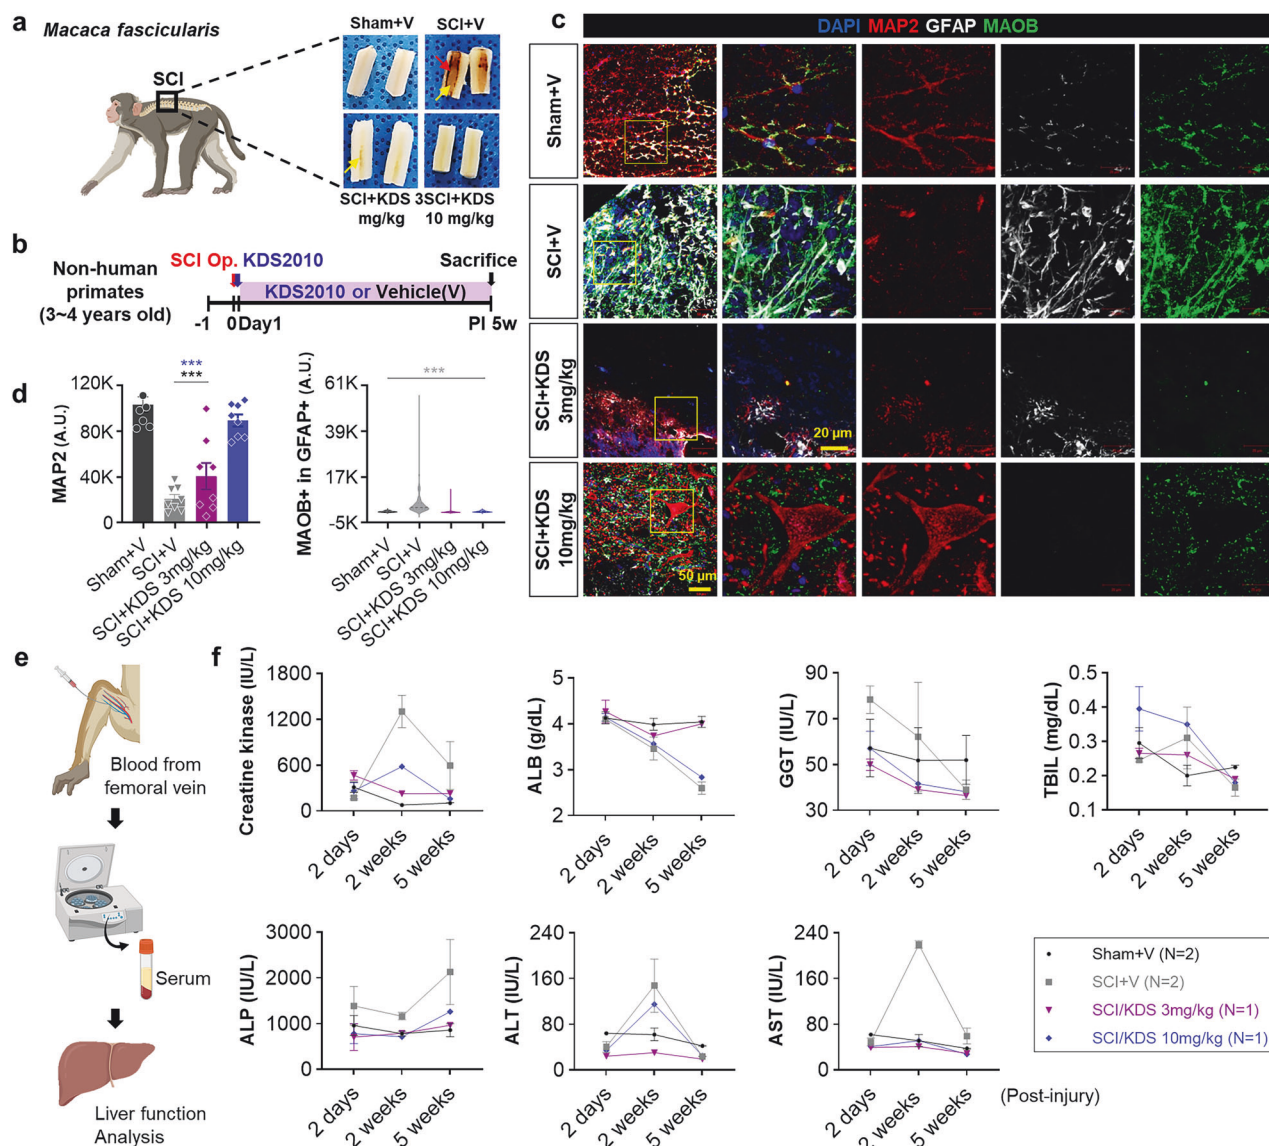 a
Macaca fascicularis
SCI
Sham+V
SCI+V
SCI+KDS 3SCI+KDS
mg/kg 10 mg/kg
b
Non-human
primates
(3~4 years old)
SCI Op. KDS2010
Sacrifice
KDS2010 or Vehicle(V)
-1
0
Day1
PI 5w
c
DAPI MAP2 GFAP MAOB
Sham+V
SCI+V
SCI+KDS
3mg/kg
20 µm
SCI+KDS
10mg/kg
50 µm
d
MAP2 (A.U.)
120K
80K
40K
0
***
***
Sham+V
SCI+V
SCI+KDS 3mg/kg
SCI+KDS 10mg/kg
MAOB+ in GFAP+ (A.U.)
61K
39K
17K
-5K
***
Sham+V
SCI+V
SCI+KDS 3mg/kg
SCI+KDS 10mg/kg
e
Blood from
femoral vein
Serum
Liver function
Analysis
f
Creatine kinase (IU/L)
1800
1200
600
0
2 days
2 weeks
5 weeks
ALB (g/dL)
5
4
3
2
2 days
2 weeks
5 weeks
GGT (IU/L)
90
70
50
30
2 days
2 weeks
5 weeks
TBIL (mg/dL)
0.5
0.4
0.3
0.2
0.1
2 days
2 weeks
5 weeks
ALP (IU/L)
3000
2000
1000
0
2 days
2 weeks
5 weeks
ALT (IU/L)
240
160
80
0
2 days
2 weeks
5 weeks
AST (IU/L)
240
160
80
0
2 days
2 weeks
5 weeks
(Post-injury)
Sham+V (N=2)
SCI+V (N=2)
SCI/KDS 3mg/kg (N=1)
SCI/KDS 10mg/kg (N=1)